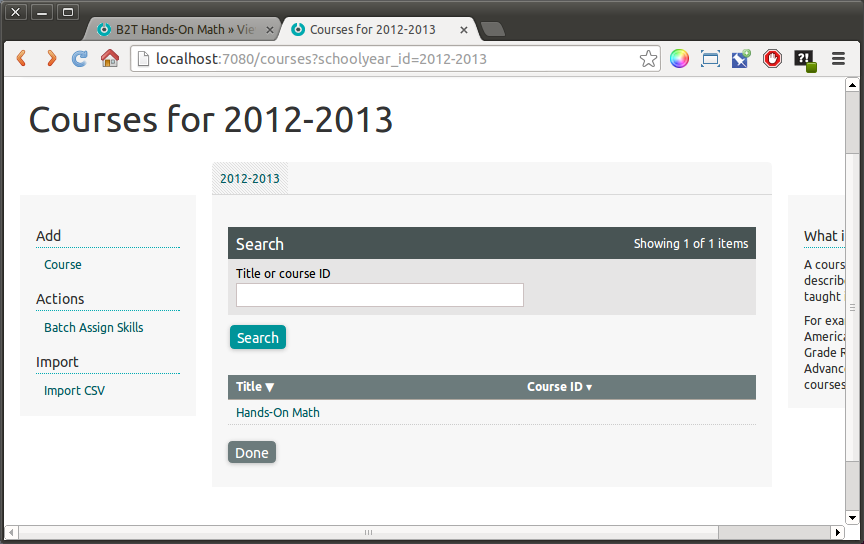 B2T Hands-On Math » Vie
Courses for 2012-2013
localhost:7080/courses?schoolyear_id=2012-2013
?!
Courses for 2012-2013
2012-2013
Add
Course
Actions
Batch Assign Skills
Import
Import CSV
Search
Showing 1 of 1 items
Title or course ID
Search
Title ▼
Course ID ▾
Hands-On Math
Done
What i
A cours
describ
taught
For exa
America
Grade R
Advanc
courses